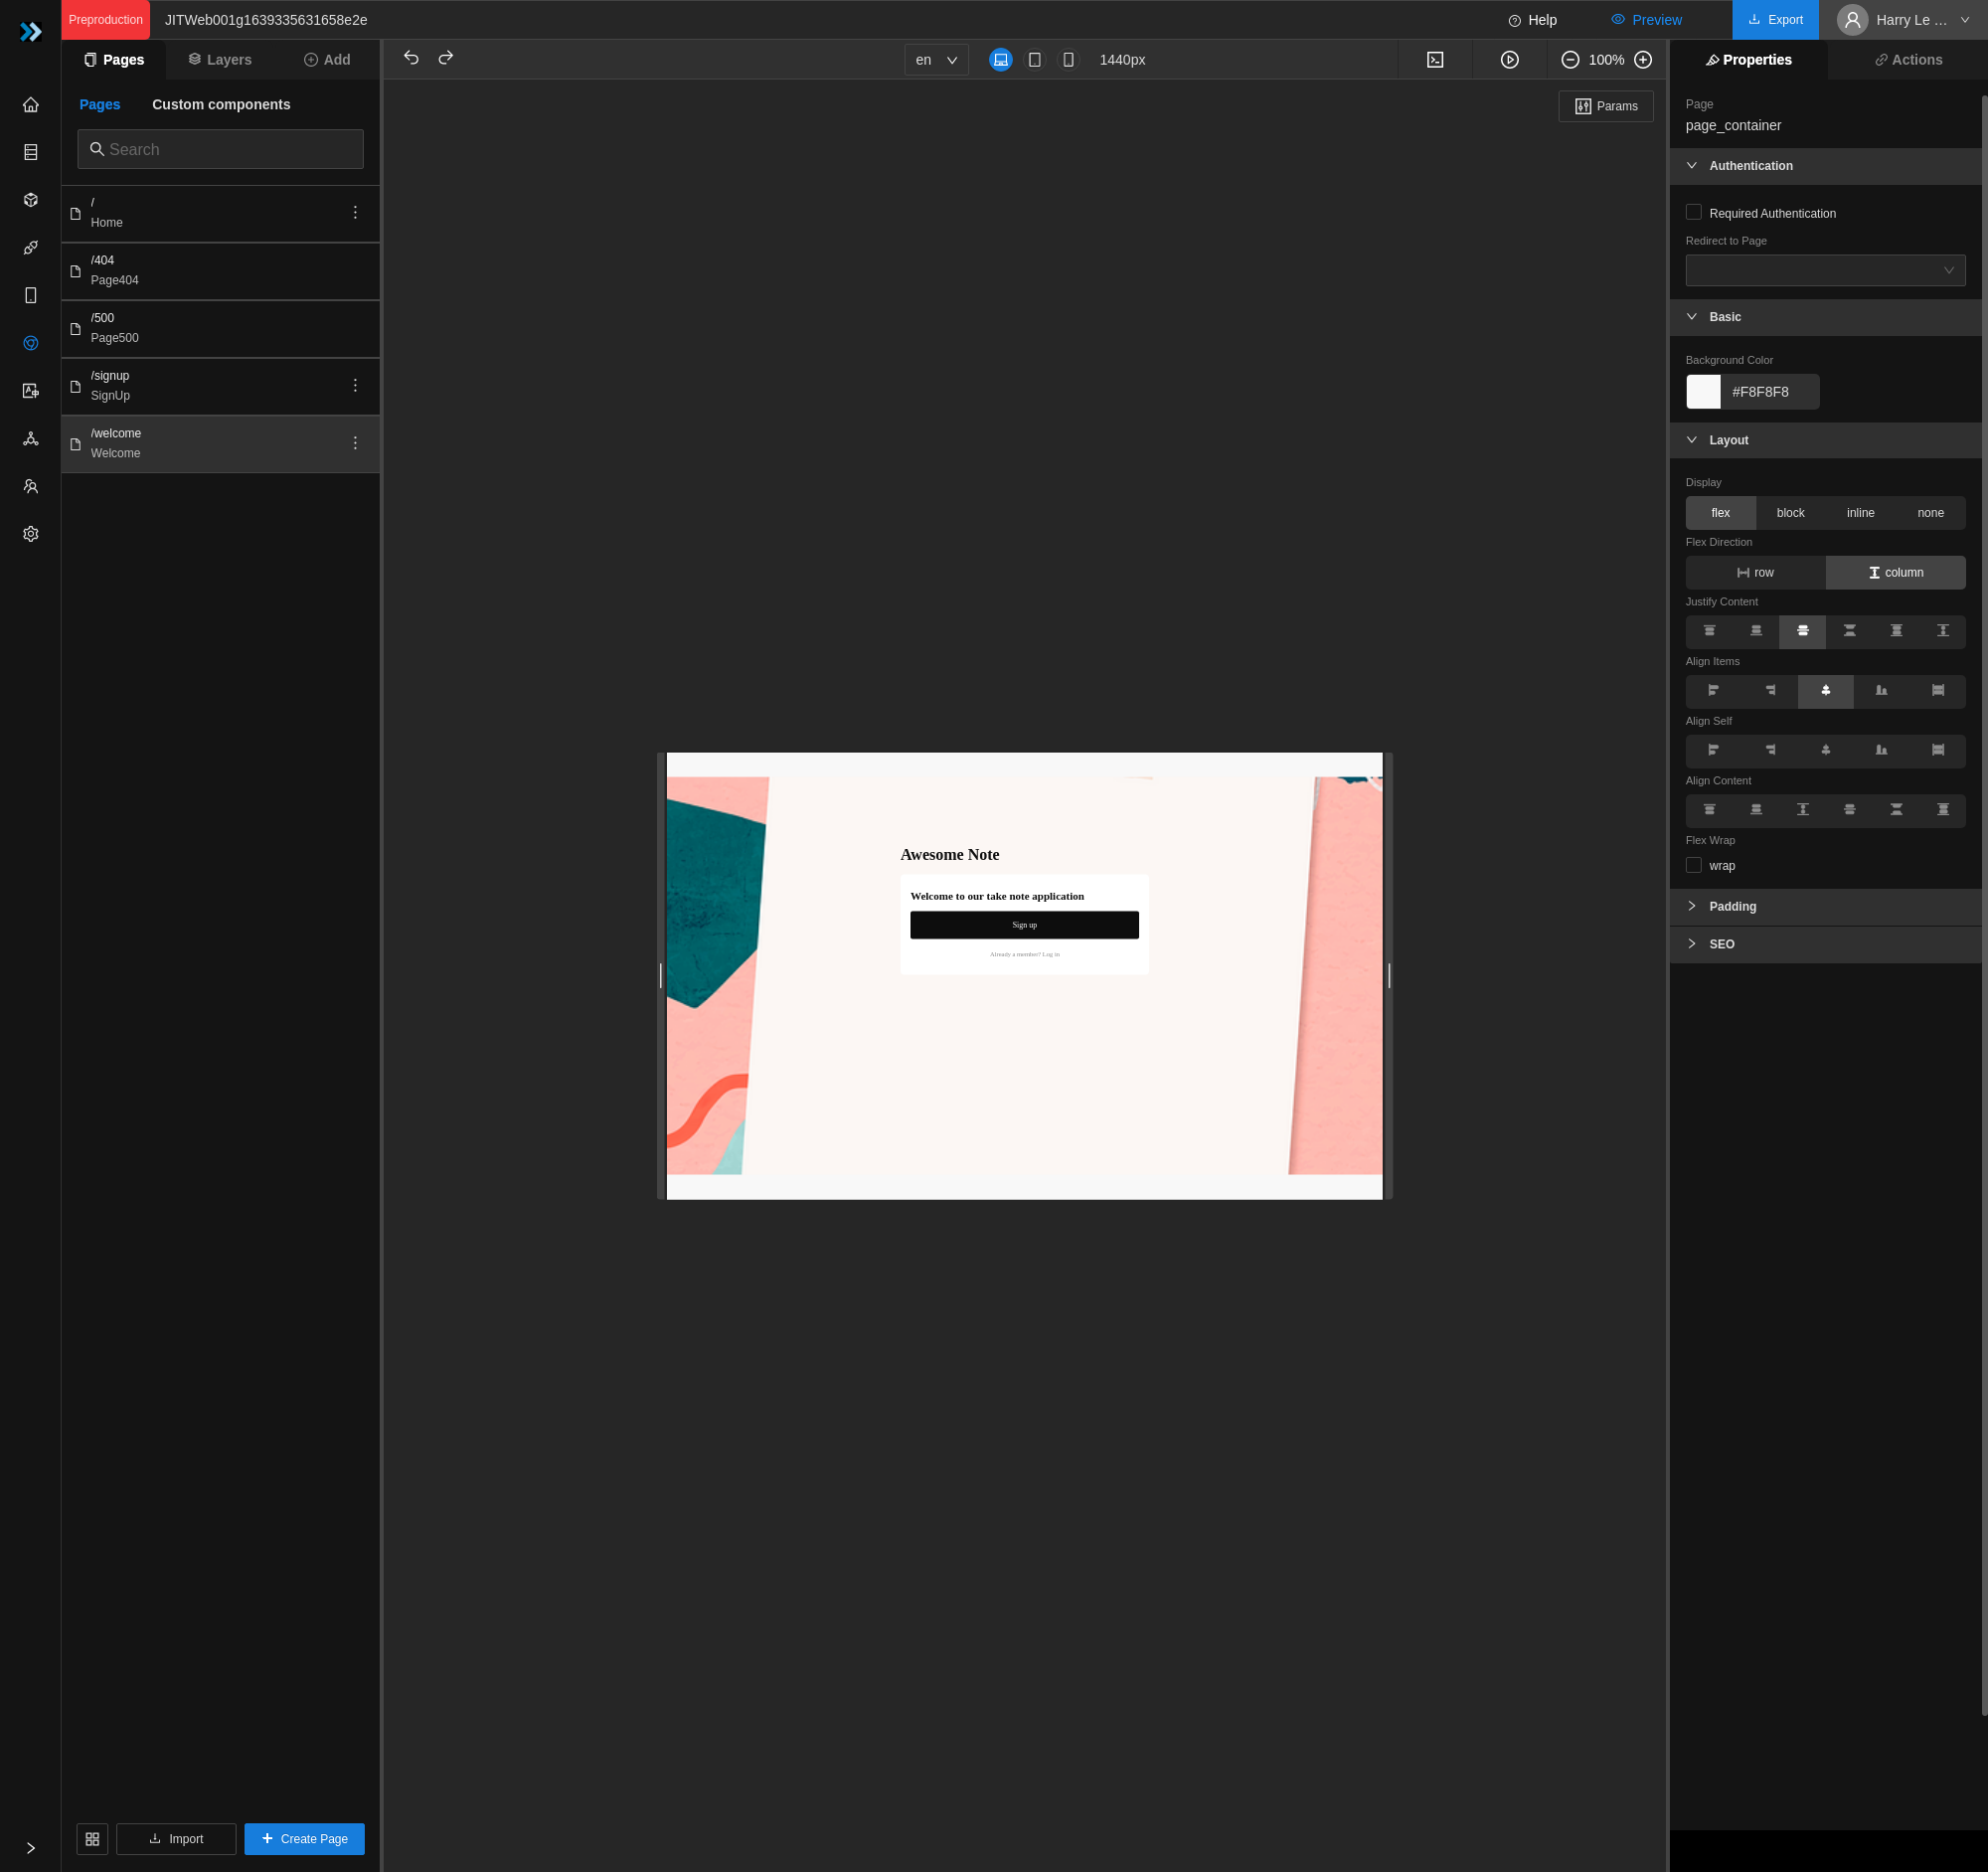 Preproduction
JITWeb001g1639335631658e2e
Help
Preview
Export
Harry Le ...
Pages
Layers
Add
en
1440px
100%
Properties
Actions
Pages
Custom components
Search
/
Home
/404
Page404
/500
Page500
/signup
SignUp
/welcome
Welcome
Import
Create Page
Params
Awesome Note
Welcome to our take note application
Sign up
Already a member? Log in
Page
page_container
Authentication
Required Authentication
Redirect to Page
Basic
Background Color
#F8F8F8
Layout
Display
flex block inline none
Flex Direction
row column
Justify Content
Align Items
Align Self
Align Content
Flex Wrap
wrap
Padding
SEO